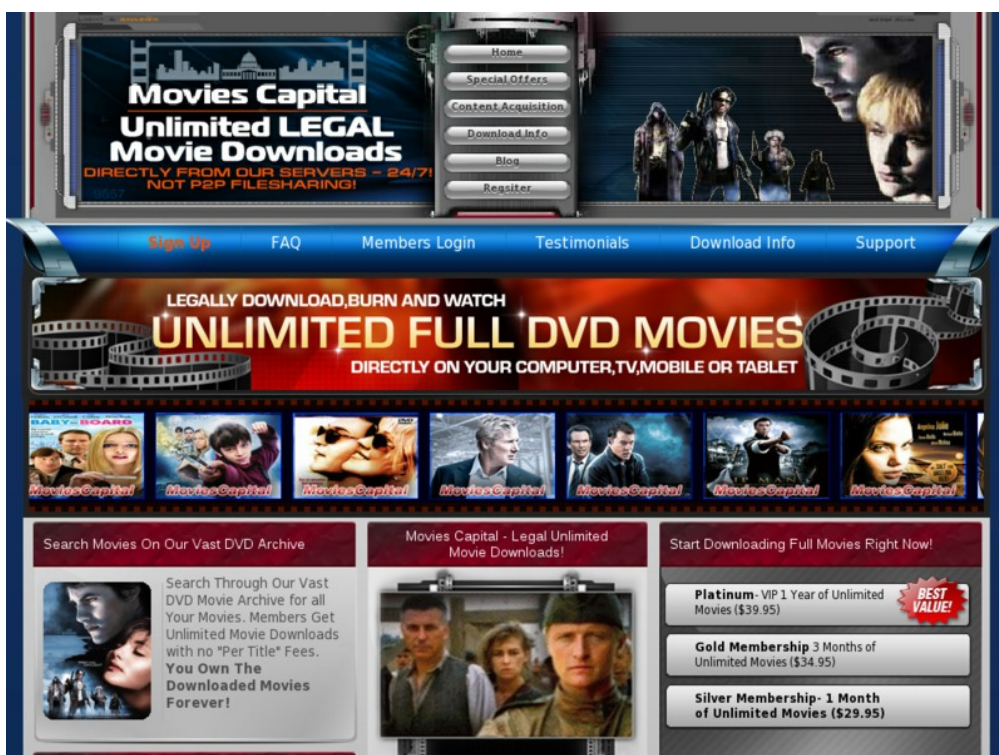 Home
Special Offers
Content Acquisition
Download Info
Blog
Reqsiter
Movies Capital
Unlimited LEGAL
Movie Downloads
DIRECTLY FROM OUR SERVERS - 24/7!
NOT P2P FILESHARING!
Sign Up
FAQ
Members Login
Testimonials
Download Info
Support
LEGALLY DOWNLOAD,BURN AND WATCH
UNLIMITED FULL DVD MOVIES
DIRECTLY ON YOUR COMPUTER,TV,MOBILE OR TABLET
BABY ON BOARD
MoviesCapital
MoviesCapital
MoviesCapital
MoviesCapital
MoviesCapital
MoviesCapital
Angelina Jolie
MoviesCapital
Search Movies On Our Vast DVD Archive
Search Through Our Vast
DVD Movie Archive for all
Your Movies. Members Get
Unlimited Movie Downloads
with no "Per Title" Fees.
You Own The
Downloaded Movies
Forever!
Movies Capital - Legal Unlimited
Movie Downloads!
Start Downloading Full Movies Right Now!
Platinum- VIP 1 Year of Unlimited
Movies ($39.95)
BEST
VALUE!
Gold Membership 3 Months of
Unlimited Movies ($34.95)
Silver Membership- 1 Month
of Unlimited Movies ($29.95)